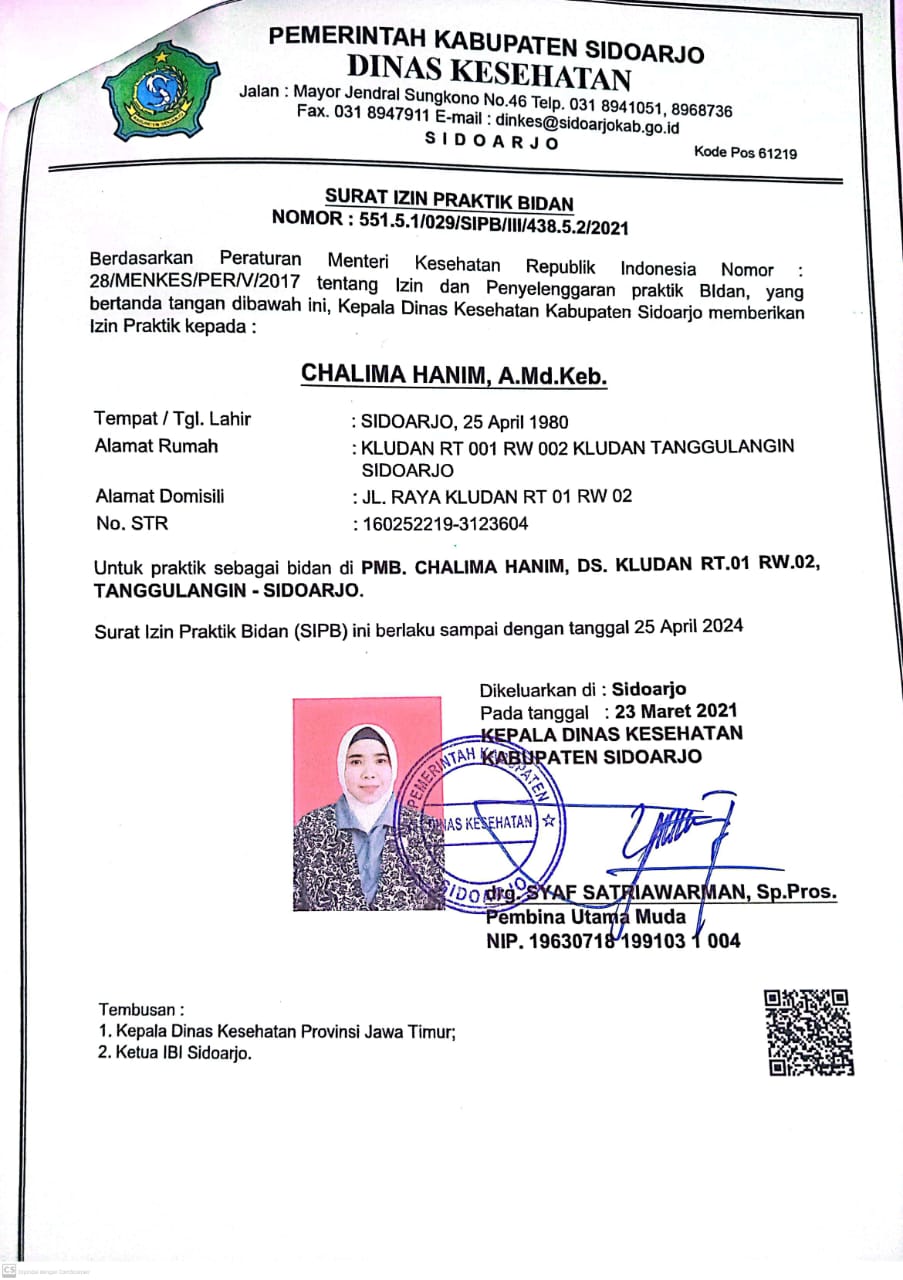 PEMERINTAH KABUPATEN SIDOARJO
DINAS KESEHATAN
Jalan : Mayor Jendral Sungkono No.46 Telp. 031 8941051, 8968736
Fax. 031 8947911 E-mail : dinkes@sidoarjokab.go.id
SIDOARJO
Kode Pos 61219
SURAT IZIN PRAKTIK BIDAN
NOMOR : 551.5.1/029/SIPB/III/438.5.2/2021
Berdasarkan Peraturan Menteri Kesehatan Republik Indonesia Nomor :
28/MENKES/PER/V/2017 tentang Izin dan Penyelenggaran praktik BIdan, yang
bertanda tangan dibawah ini, Kepala Dinas Kesehatan Kabupaten Sidoarjo memberikan
Izin Praktik kepada :
CHALIMA HANIM, A.Md.Keb.
Tempat / Tgl. Lahir : SIDOARJO, 25 April 1980
Alamat Rumah : KLUDAN RT 001 RW 002 KLUDAN TANGGULANGIN
SIDOARJO
Alamat Domisili : JL. RAYA KLUDAN RT 01 RW 02
No. STR : 160252219-3123604
Untuk praktik sebagai bidan di PMB. CHALIMA HANIM, DS. KLUDAN RT.01 RW.02,
TANGGULANGIN - SIDOARJO.
Surat Izin Praktik Bidan (SIPB) ini berlaku sampai dengan tanggal 25 April 2024
Dikeluarkan di : Sidoarjo
Pada tanggal : 23 Maret 2021
KEPALA DINAS KESEHATAN
KABUPATEN SIDOARJO
PEMERINTAH KABUPATEN
DINAS KESEHATAN
SIDOARJO
drg. SYAF SATRIAWARMAN, Sp.Pros.
Pembina Utama Muda
NIP. 19630718 199103 1 004
Tembusan :
1. Kepala Dinas Kesehatan Provinsi Jawa Timur;
2. Ketua IBI Sidoarjo.
CS